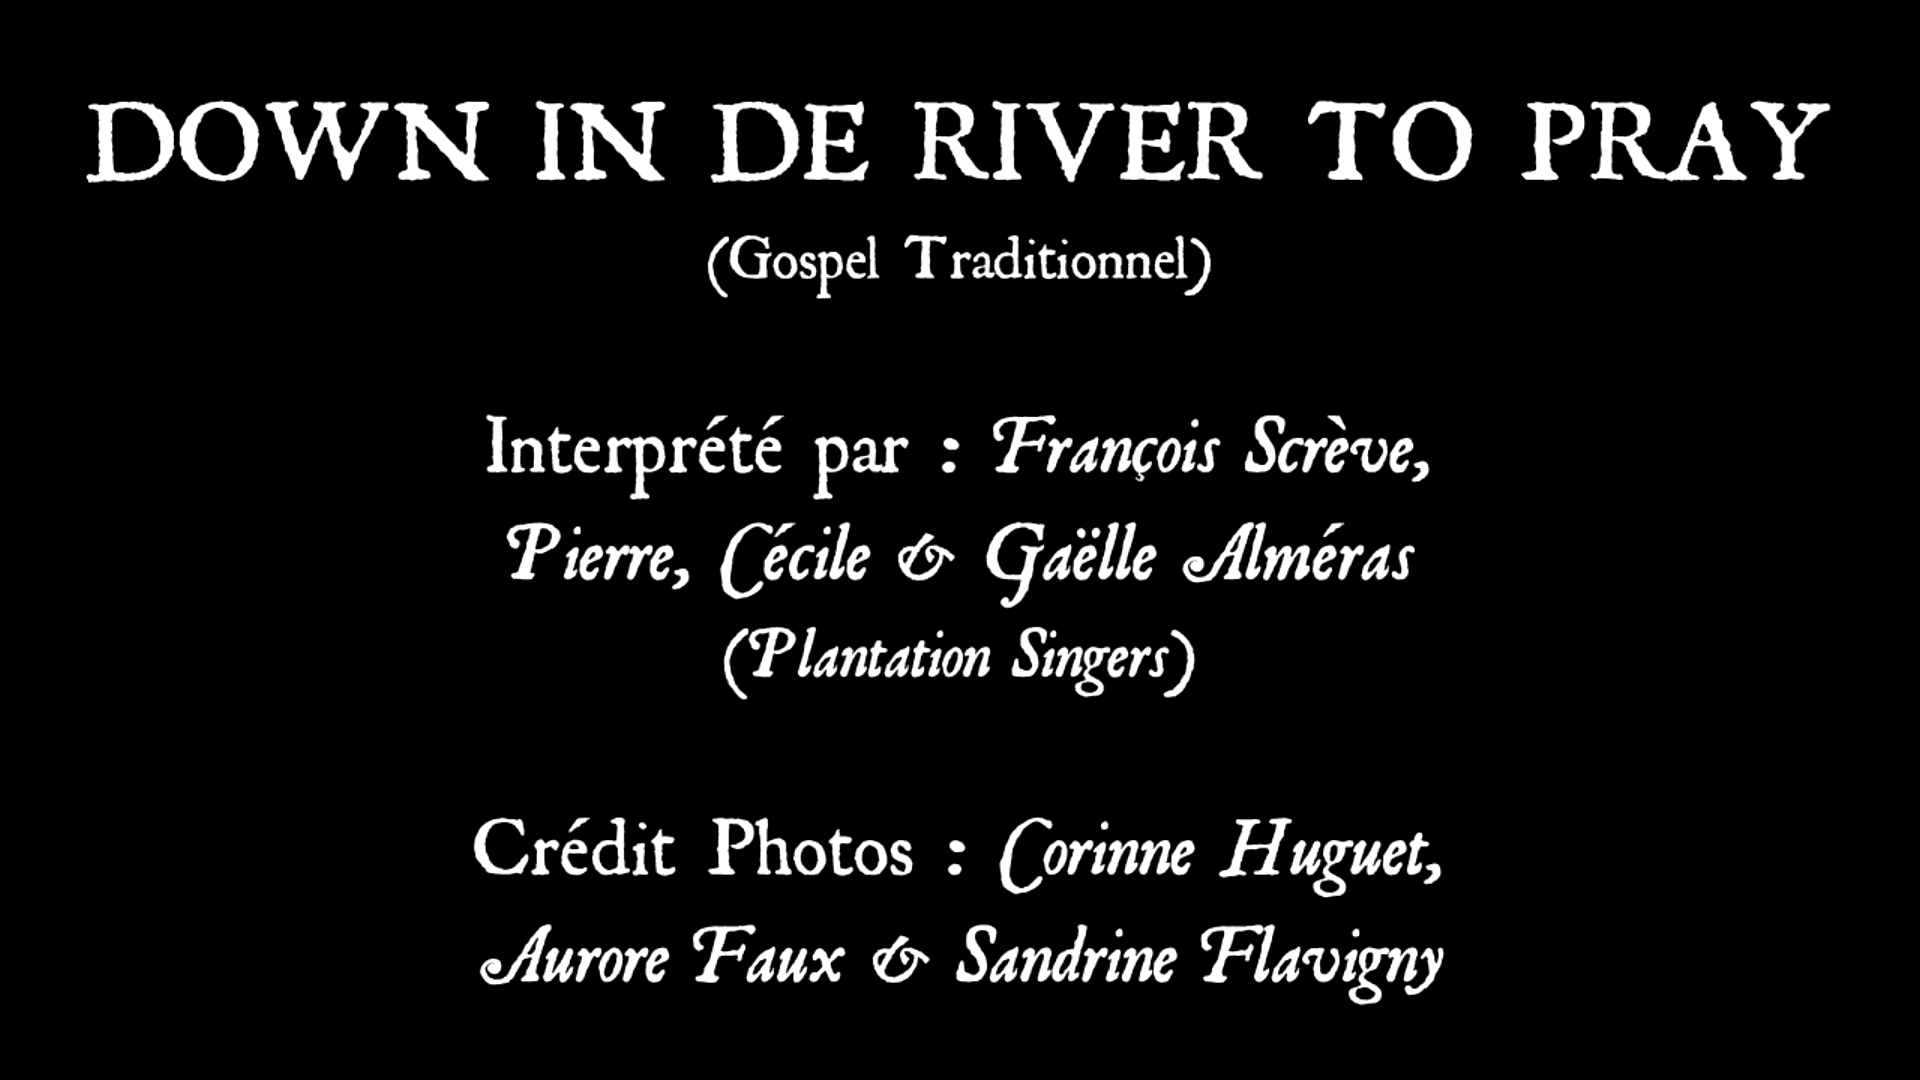 DOWN IN DE RIVER TO PRAY
(Gospel Traditionnel)
Interprété par : François Scrève,
Pierre, Cécile & Gaëlle Alméras
(Plantation Singers)
Crédit Photos : Corinne Huguet,
Aurore Faux & Sandrine Flavigny